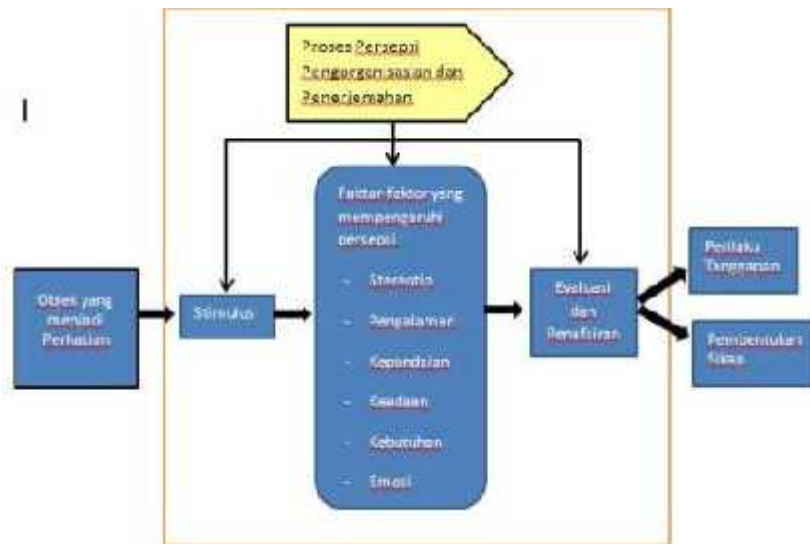 Proses Persepsi
Pengorganisasian dan
Penerjemahan
Faktor-faktor yang
mempengaruhi
persepsi
- Stereotip
- Pengalaman
- Kepandaian
- Keadaan
- Kebutuhan
- Emosi
Obyek yang
menjadi
Perhatian
Stimulus
Evaluasi
dan
Penafsiran
Perilaku
Tanggapan
Pembentukan
Sikap